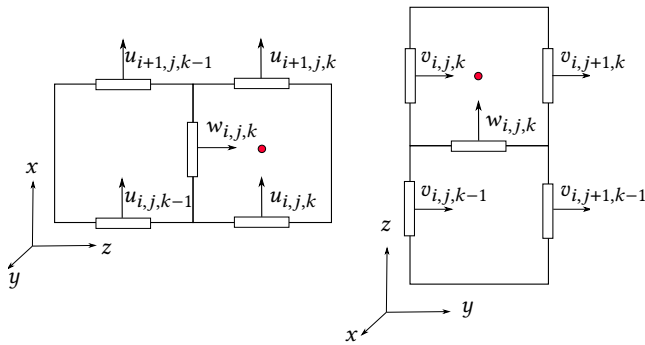 u_{i+1,j,k-1}
u_{i+1,j,k}
w_{i,j,k}
u_{i,j,k-1}
u_{i,j,k}
x
z
y
v_{i,j,k}
v_{i,j+1,k}
w_{i,j,k}
v_{i,j,k-1}
v_{i,j+1,k-1}
z
y
x